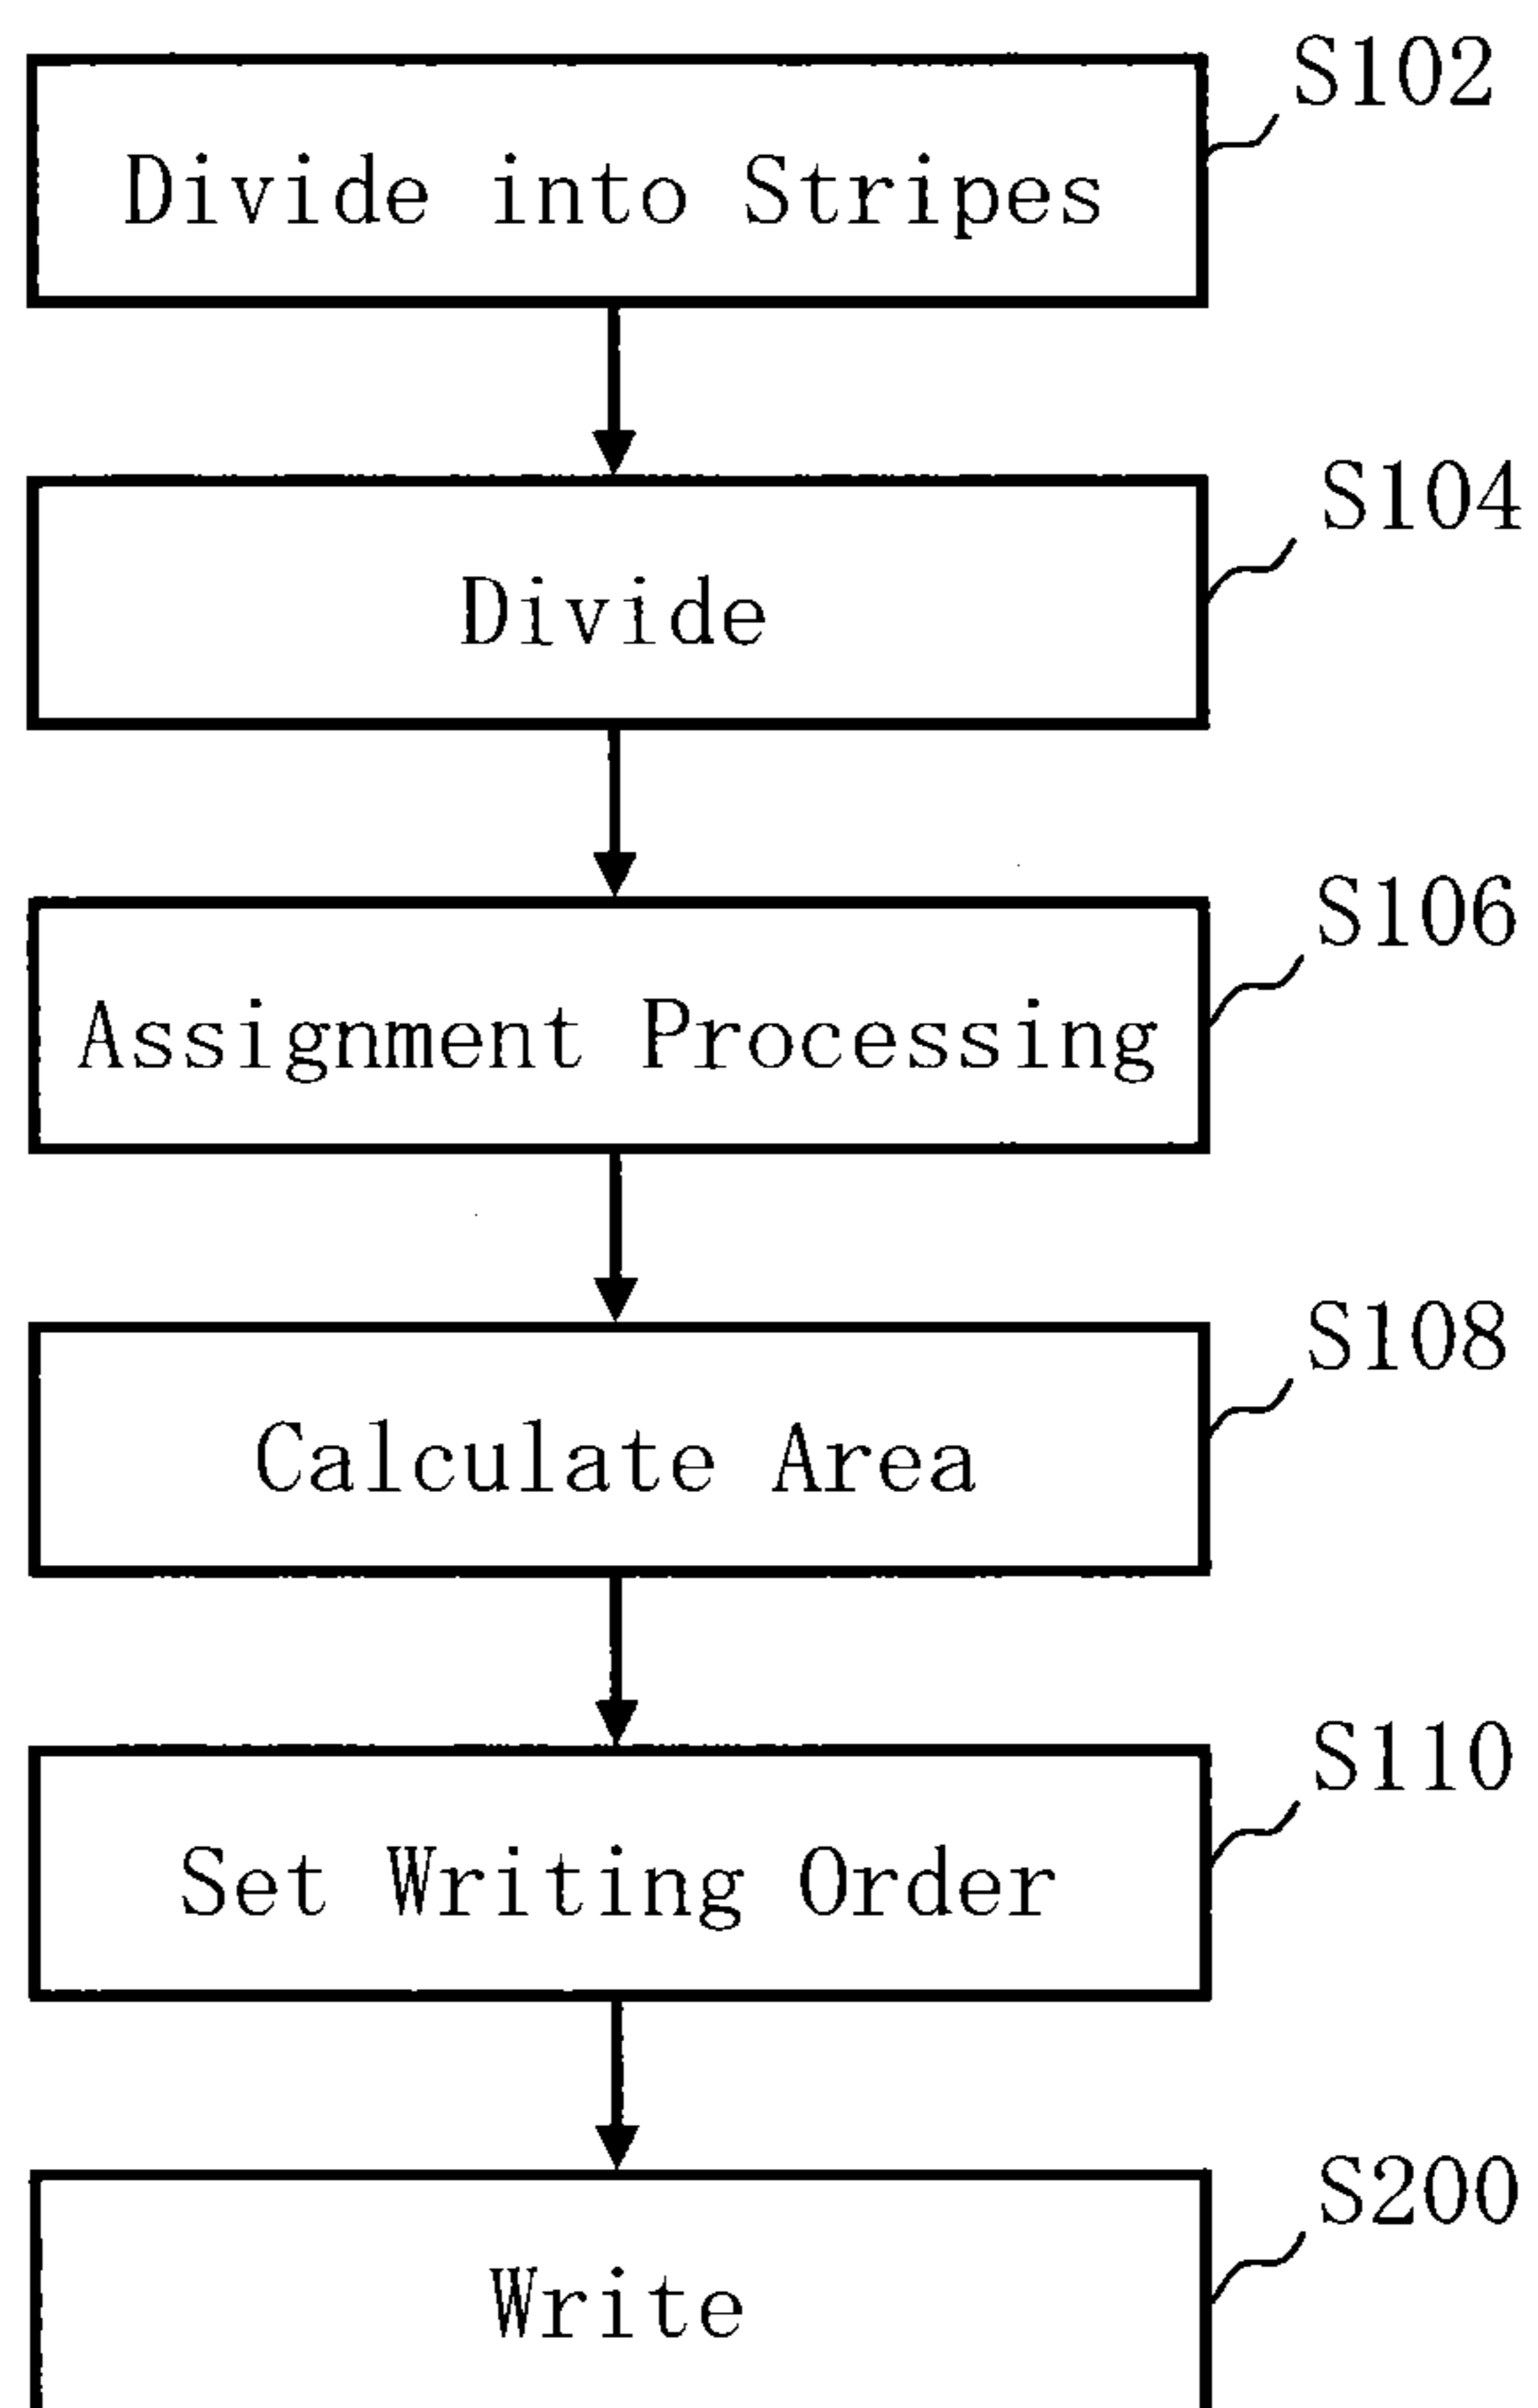 S102
Divide into Stripes
S104
Divide
S106
Assignment Processing
S108
Calculate Area
S110
Set Writing Order
S200
Write